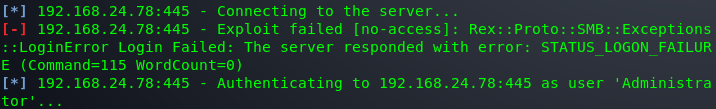 [*] 192.168.24.78:445 - Connecting to the server...
[-] 192.168.24.78:445 - Exploit failed [no-access]: Rex::Proto::SMB::Exceptions
::LoginError Login Failed: The server responded with error: STATUS_LOGON_FAILUR
E (Command=115 WordCount=0)
[*] 192.168.24.78:445 - Authenticating to 192.168.24.78:445 as user 'Administra
tor'...